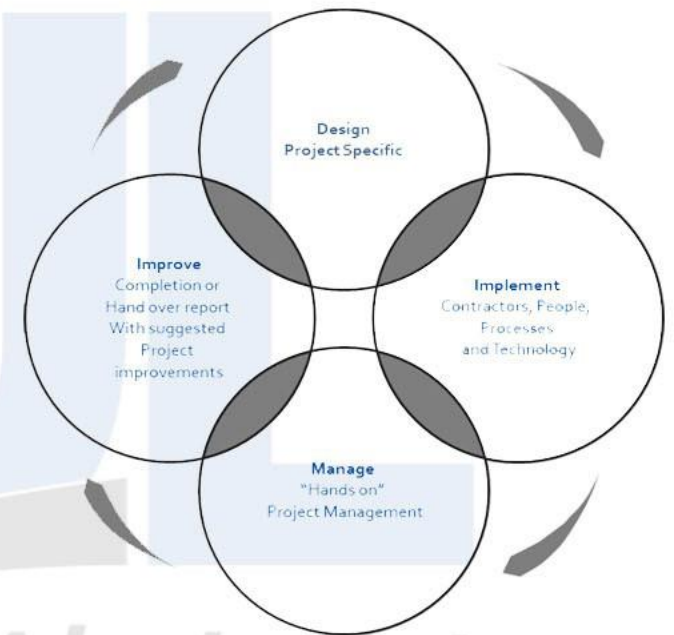 Design
Project Specific
Improve
Completion or
Hand over report
With suggested
Project
improvements
Implement
Contractors, People,
Processes
and Technology
Manage
"Hands on"
Project Management